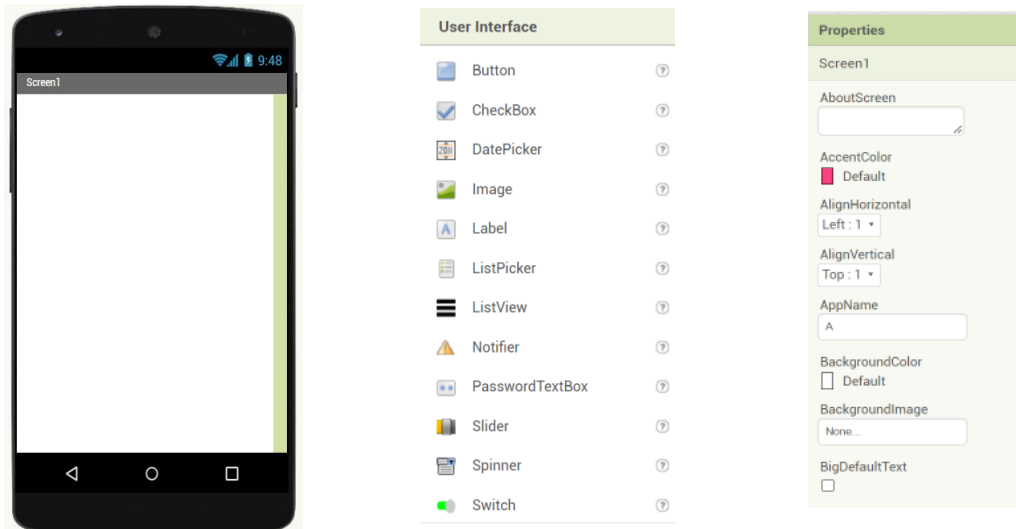 9:48
Screen1
User Interface
Button ?
CheckBox ?
2011 DatePicker ?
Image ?
A Label ?
ListPicker ?
ListView ?
Notifier ?
PasswordTextBox ?
Slider ?
Spinner ?
Switch ?
Properties
Screen1
AboutScreen
AccentColor
Default
AlignHorizontal
Left : 1
AlignVertical
Top : 1
AppName
A
BackgroundColor
Default
BackgroundImage
None...
BigDefaultText